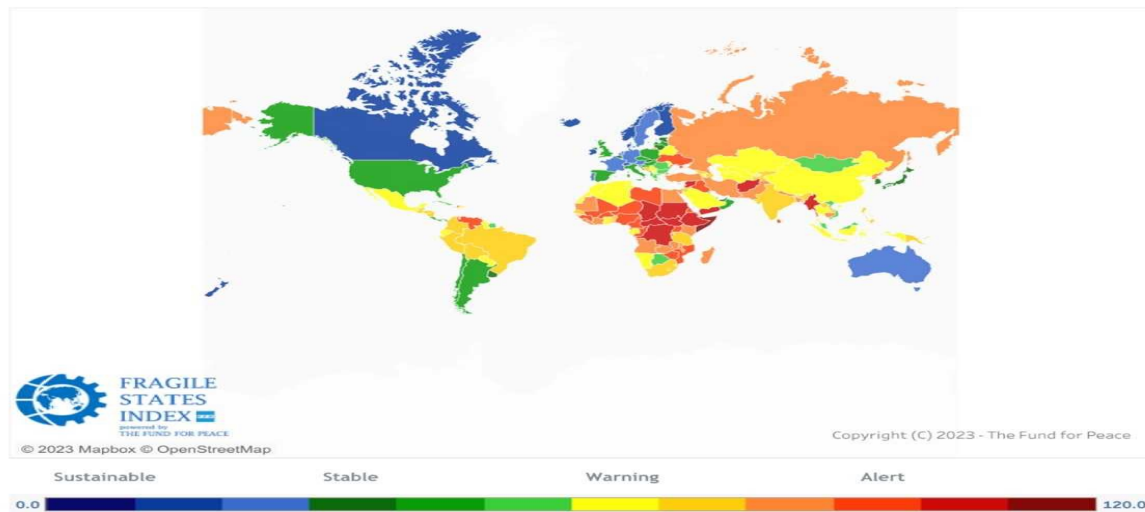 FRAGILE
STATES
INDEX
powered by
THE FUND FOR PEACE
© 2023 Mapbox © OpenStreetMap
Copyright (C) 2023 - The Fund for Peace
Sustainable Stable Warning Alert
0.0 120.0